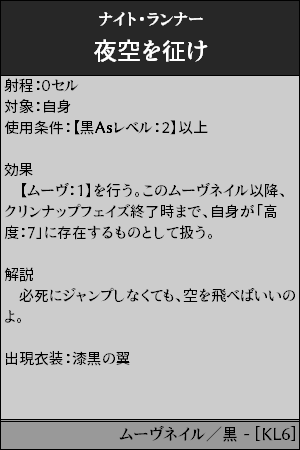 ナイト・ランナー
夜空を征け
射程：0セル
対象：自身
使用条件：【黒Asレベル：2】以上
効果
　【ムーヴ：1】を行う。このムーヴネイル以降、
クリンナップフェイズ終了時まで、自身が「高
度：7」に存在するものとして扱う。
解説
　必死にジャンプしなくても、空を飛べばいいの
よ。
出現衣装：漆黒の翼
ムーヴネイル／黒 - [KL6]